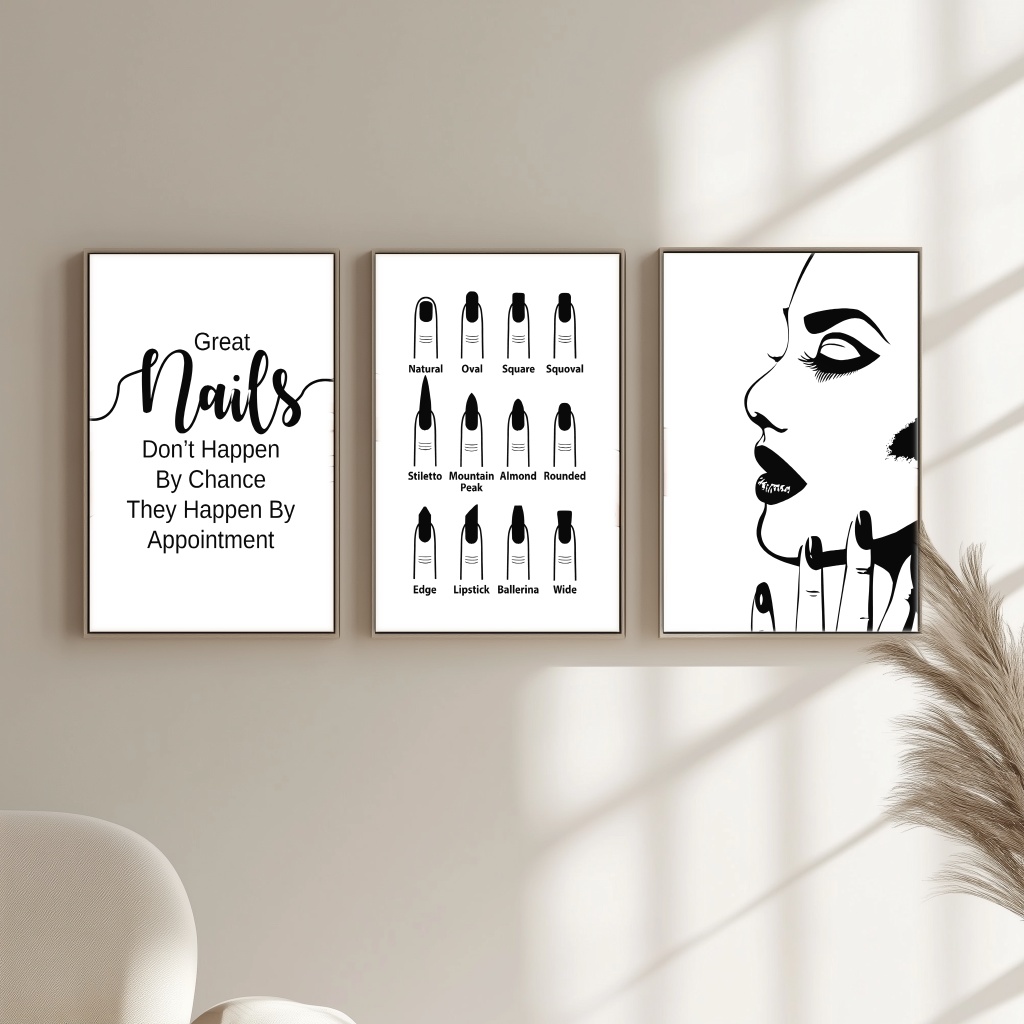 Great
Nails
Don't Happen
By Chance
They Happen By
Appointment
Natural Oval Square Squoval
Stiletto Mountain Peak Almond Rounded
Edge Lipstick Ballerina Wide